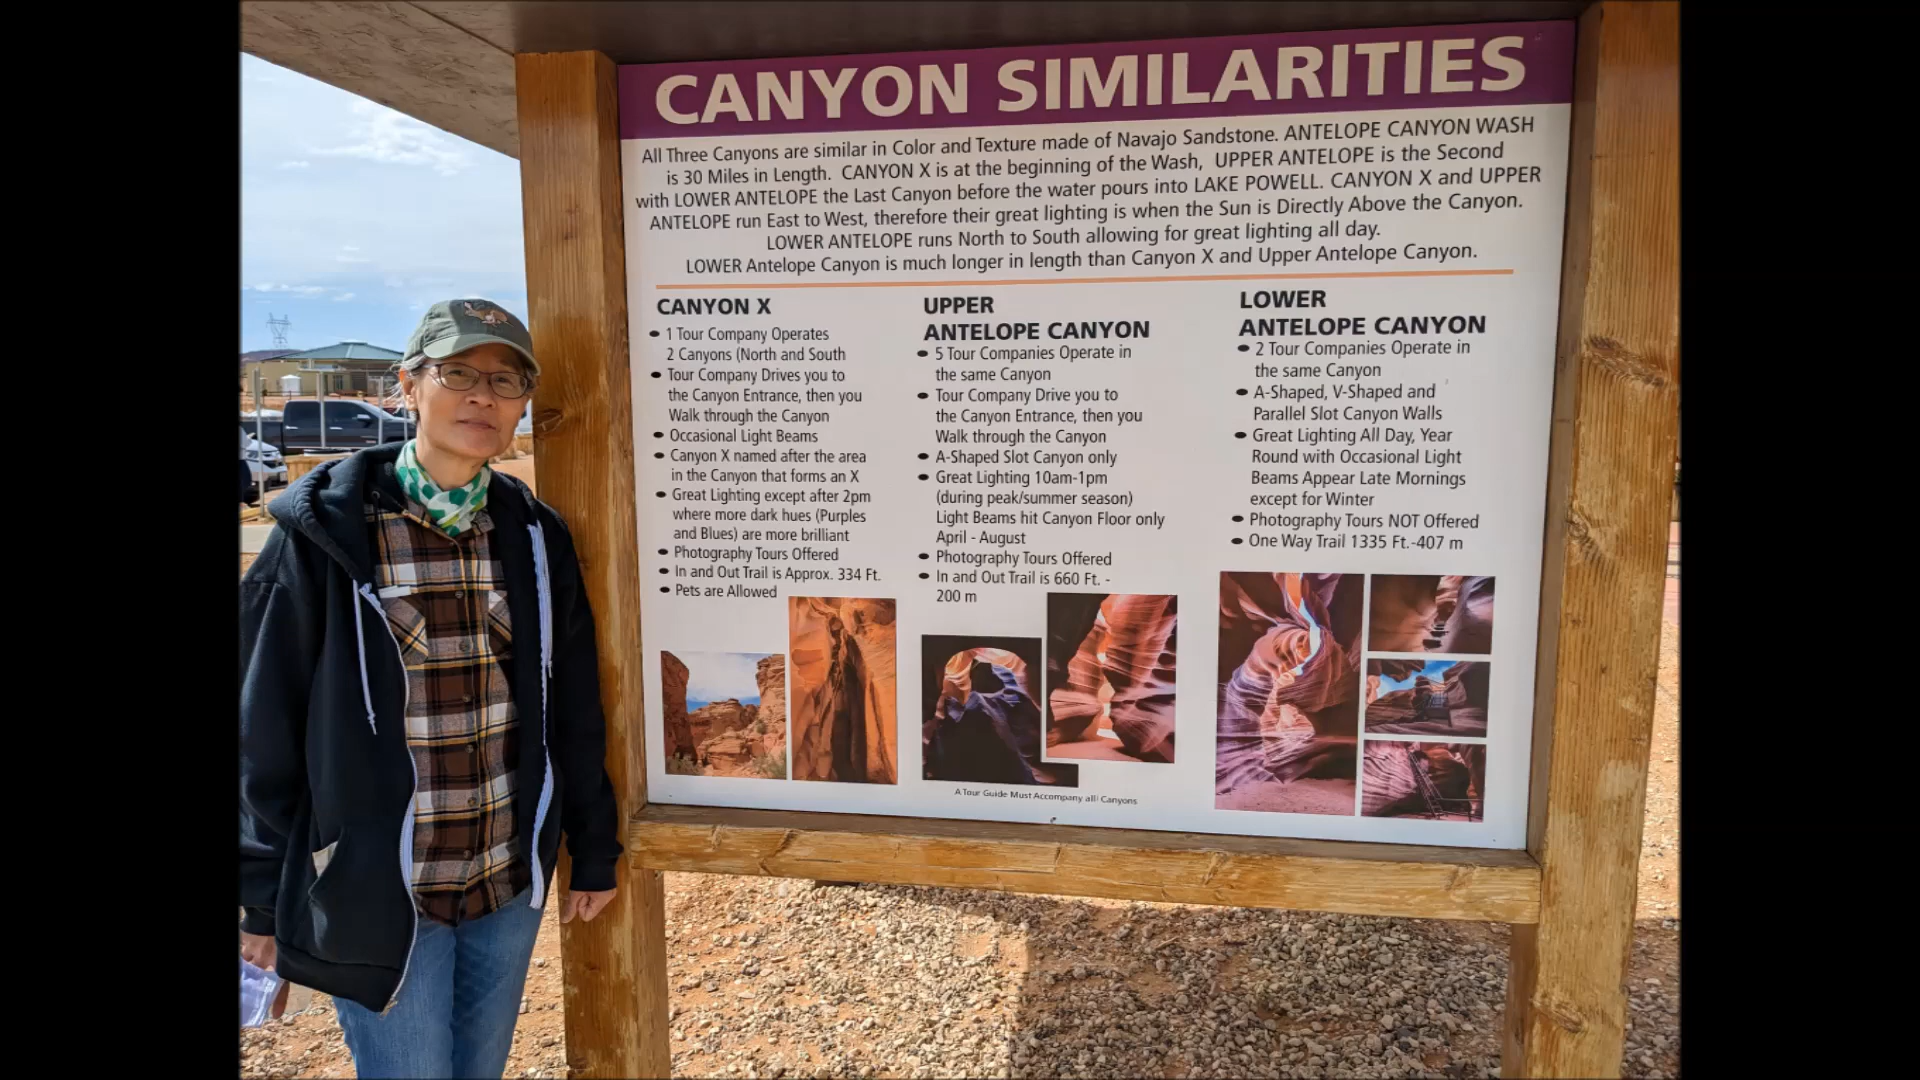 CANYON SIMILARITIES
All Three Canyons are similar in Color and Texture made of Navajo Sandstone. ANTELOPE CANYON WASH
is 30 Miles in Length. CANYON X is at the beginning of the Wash, UPPER ANTELOPE is the Second
with LOWER ANTELOPE the Last Canyon before the water pours into LAKE POWELL. CANYON X and UPPER
ANTELOPE run East to West, therefore their great lighting is when the Sun is Directly Above the Canyon.
LOWER ANTELOPE runs North to South allowing for great lighting all day.
LOWER Antelope Canyon is much longer in length than Canyon X and Upper Antelope Canyon.
CANYON X
• 1 Tour Company Operates
2 Canyons (North and South
• Tour Company Drives you to
the Canyon Entrance, then you
Walk through the Canyon
• Occasional Light Beams
• Canyon X named after the area
in the Canyon that forms an X
• Great Lighting except after 2pm
where more dark hues (Purples
and Blues) are more brilliant
• Photography Tours Offered
• In and Out Trail is Approx. 334 Ft.
• Pets are Allowed
UPPER
ANTELOPE CANYON
• 5 Tour Companies Operate in
the same Canyon
• Tour Company Drive you to
the Canyon Entrance, then you
Walk through the Canyon
• A-Shaped Slot Canyon only
• Great Lighting 10am-1pm
(during peak/summer season)
Light Beams hit Canyon Floor only
April - August
• Photography Tours Offered
• In and Out Trail is 660 Ft. -
200 m
LOWER
ANTELOPE CANYON
• 2 Tour Companies Operate in
the same Canyon
• A-Shaped, V-Shaped and
Parallel Slot Canyon Walls
• Great Lighting All Day, Year
Round with Occasional Light
Beams Appear Late Mornings
except for Winter
• Photography Tours NOT Offered
• One Way Trail 1335 Ft.-407 m
A Tour Guide Must Accompany all Canyons